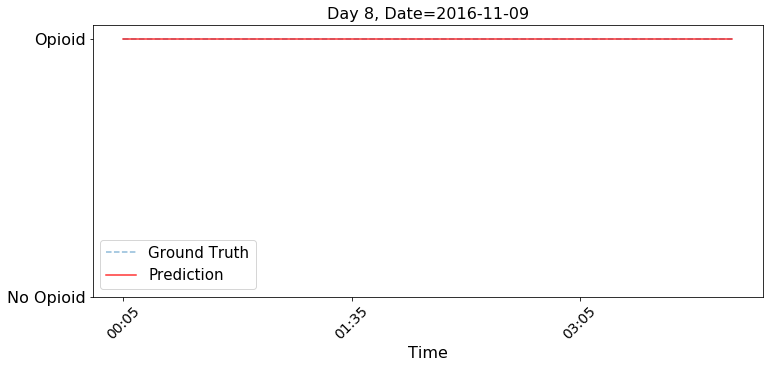 Day 8, Date=2016-11-09
Opioid
Ground Truth
Prediction
No Opioid
00:05
01:35
03:05
Time